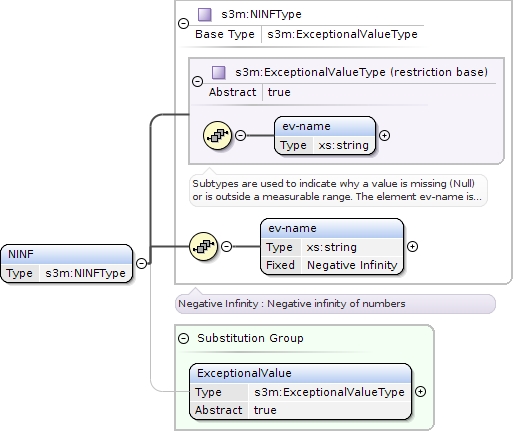 s3m:NINFType
Base Type s3m:ExceptionalValueType
s3m:ExceptionalValueType (restriction base)
Abstract true
ev-name
Type xs:string
Subtypes are used to indicate why a value is missing (Null)
or is outside a measurable range. The element ev-name is...
ev-name
Type xs:string
Fixed Negative Infinity
NINF
Type s3m:NINFType
Negative Infinity : Negative infinity of numbers
Substitution Group
ExceptionalValue
Type s3m:ExceptionalValueType
Abstract true